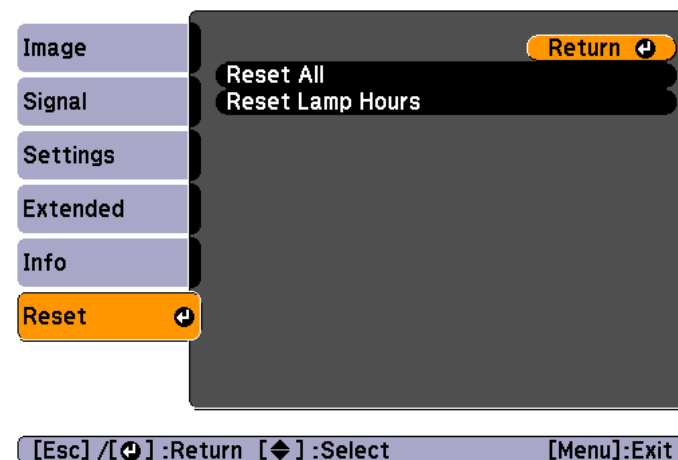 Image
Signal
Settings
Extended
Info
Reset
Return
Reset All
Reset Lamp Hours
[Esc] /[ ] :Return [ ] :Select [Menu]:Exit